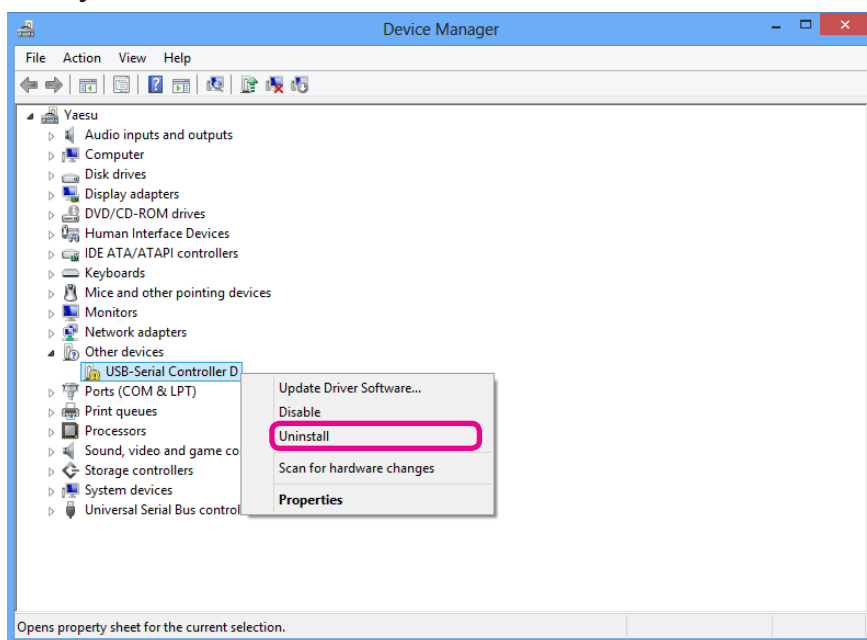 Device Manager
File Action View Help
Yaesu
Audio inputs and outputs
Computer
Disk drives
Display adapters
DVD/CD-ROM drives
Human Interface Devices
IDE ATA/ATAPI controllers
Keyboards
Mice and other pointing devices
Monitors
Network adapters
Other devices
USB-Serial Controller D
Ports (COM & LPT)
Print queues
Processors
Sound, video and game co
Storage controllers
System devices
Universal Serial Bus control
Update Driver Software...
Disable
Uninstall
Scan for hardware changes
Properties
Opens property sheet for the current selection.